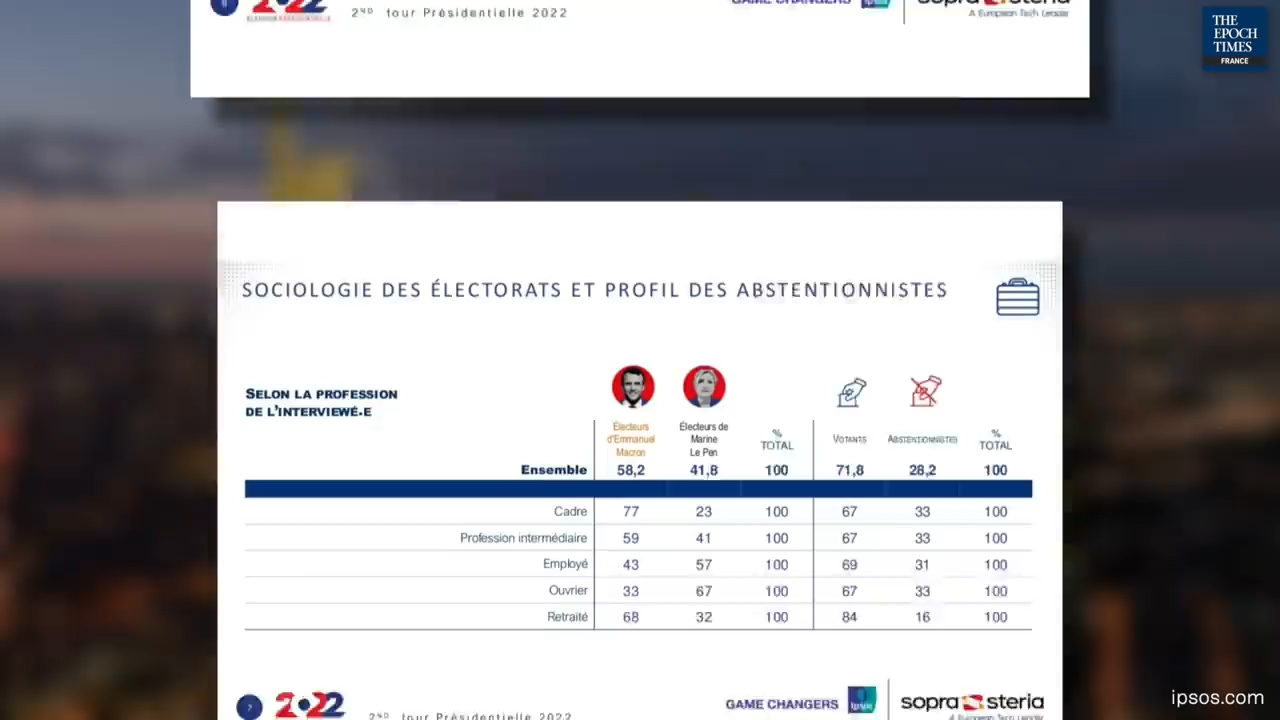 2ND tour Présidentielle 2022
GAME CHANGERS
sopra steria
A European Tech Leader
THE
EPOCH
TIMES
FRANCE
SOCIOLOGIE DES ÉLECTORATS ET PROFIL DES ABSTENTIONNISTES
SELON LA PROFESSION
DE L'INTERVIEWÉ·E
Électeurs d'Emmanuel Macron
Électeurs de Marine Le Pen
% TOTAL
VOTANTS
ABSTENTIONNISTES
% TOTAL
Ensemble 58,2 41,8 100 71,8 28,2 100
Cadre 77 23 100 67 33 100
Profession intermédiaire 59 41 100 67 33 100
Employé 43 57 100 69 31 100
Ouvrier 33 67 100 67 33 100
Retraité 68 32 100 84 16 100
7 2022 2ND tour Présidentielle 2022 GAME CHANGERS Ipsos sopra steria
ipsos.com